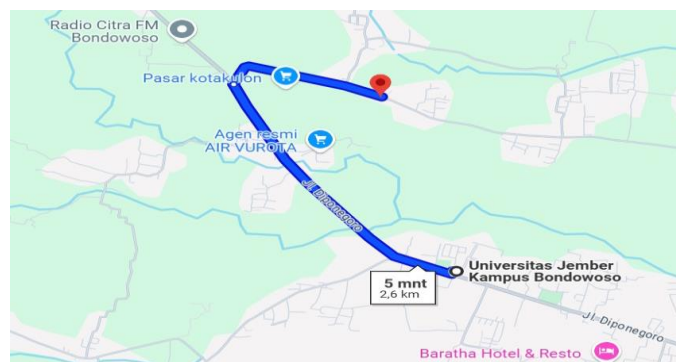 Radio Citra FM
Bondowoso
Pasar kotakulon
Agen resmi
AIR VUROTA
Jl Diponegoro
5 mnt
2,6 km
Universitas Jember
Kampus Bondowoso
Jl Diponegoro
Baratha Hotel & Resto